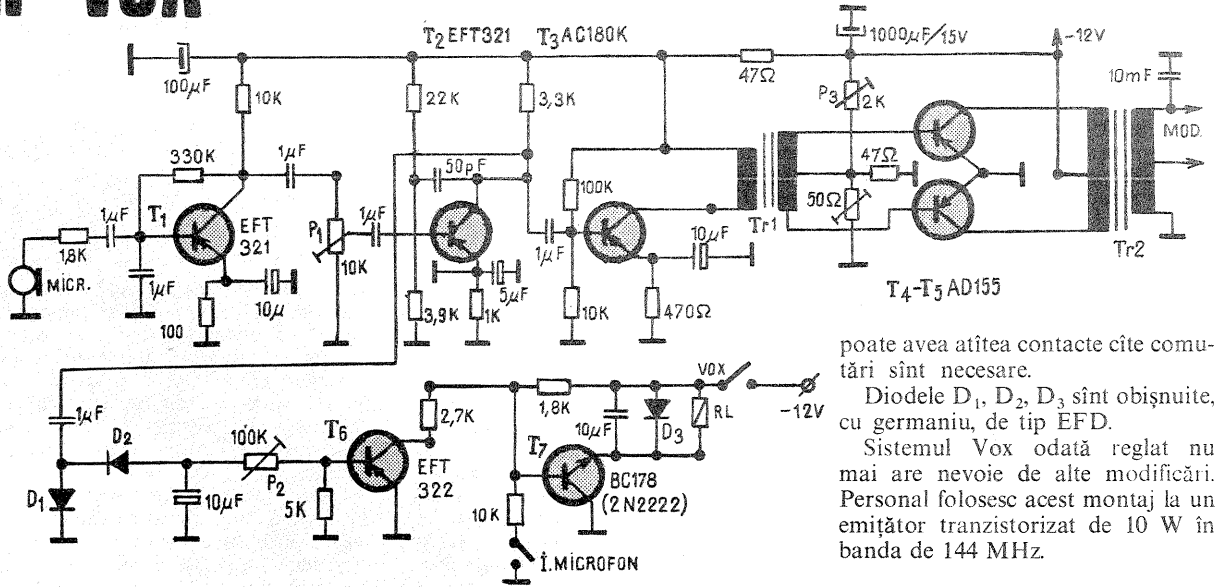 VOX
T2 EFT321
T3 AC180K
1000µF/15V
-12V
100µF
10K
22K
3,3K
47Ω
P3
2K
10mF
MOD.
330K
1µF
50pF
100K
47Ω
50Ω
1µF
T1
EFT
321
P1
1µF
10K
1µF
10µF
Tr1
Tr2
1,8K
MICR.
1µF
10µ
100
3,9K
5µF
1K
10K
470Ω
T4-T5 AD155
1µF
D2
100K
P2
T6
2,7K
1,8K
VOX
-12V
10µF
D3
RL
D1
10µF
5K
EFT
322
T7
BC178
(2N2222)
10K
Î.MICROFON
poate avea atîtea contacte cîte comu-
tări sînt necesare.
Diodele D1, D2, D3 sînt obișnuite,
cu germaniu, de tip EFD.
Sistemul Vox odată reglat nu
mai are nevoie de alte modificări.
Personal folosesc acest montaj la un
emițător tranzistorizat de 10 W în
banda de 144 MHz.